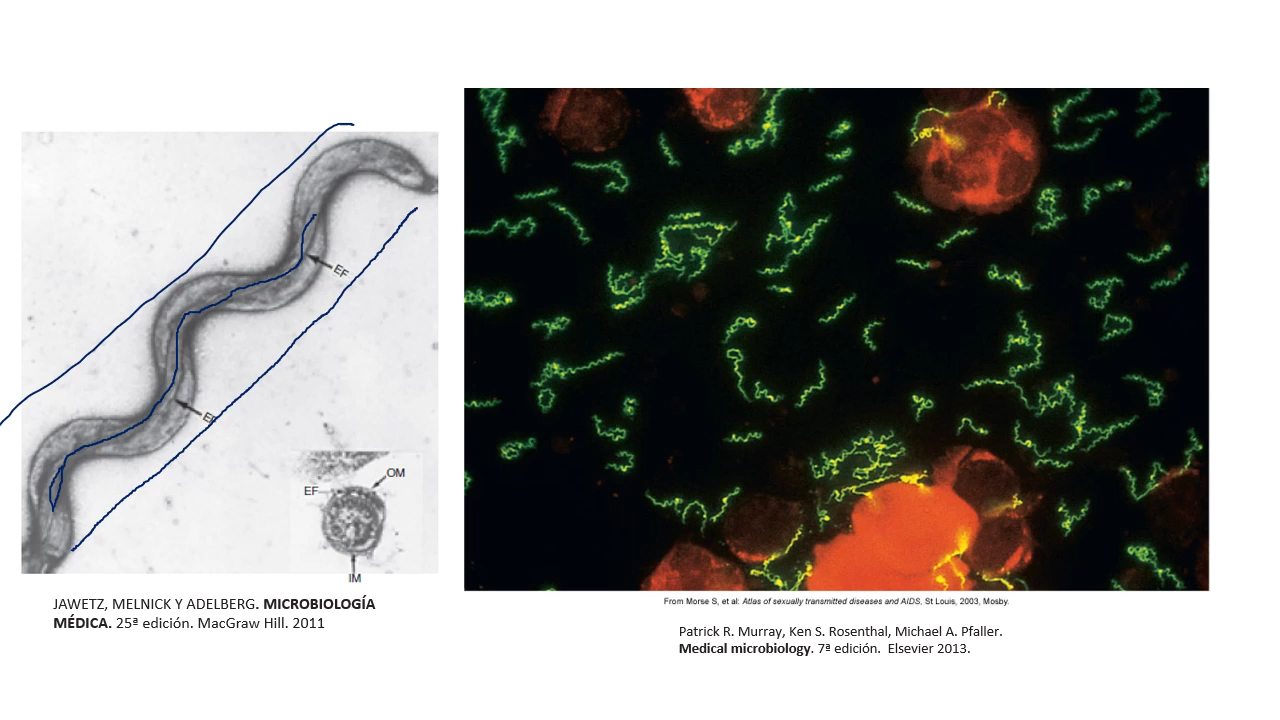 EF
EF
OM
EF
IM
JAWETZ, MELNICK Y ADELBERG. MICROBIOLOGÍA
MÉDICA. 25ª edición. MacGraw Hill. 2011
From Morse S, et al: Atlas of sexually transmitted diseases and AIDS, St Louis, 2003, Mosby.
Patrick R. Murray, Ken S. Rosenthal, Michael A. Pfaller.
Medical microbiology. 7ª edición. Elsevier 2013.